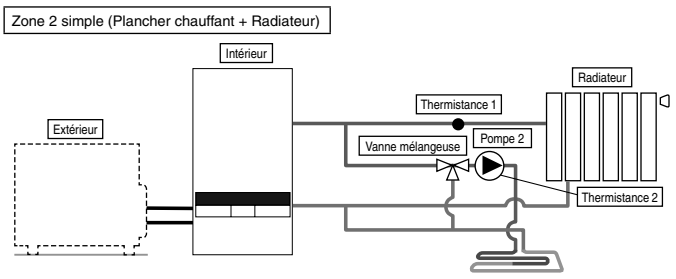 Zone 2 simple (Plancher chauffant + Radiateur)
Intérieur
Radiateur
Thermistance 1
Extérieur
Vanne mélangeuse
Pompe 2
Thermistance 2